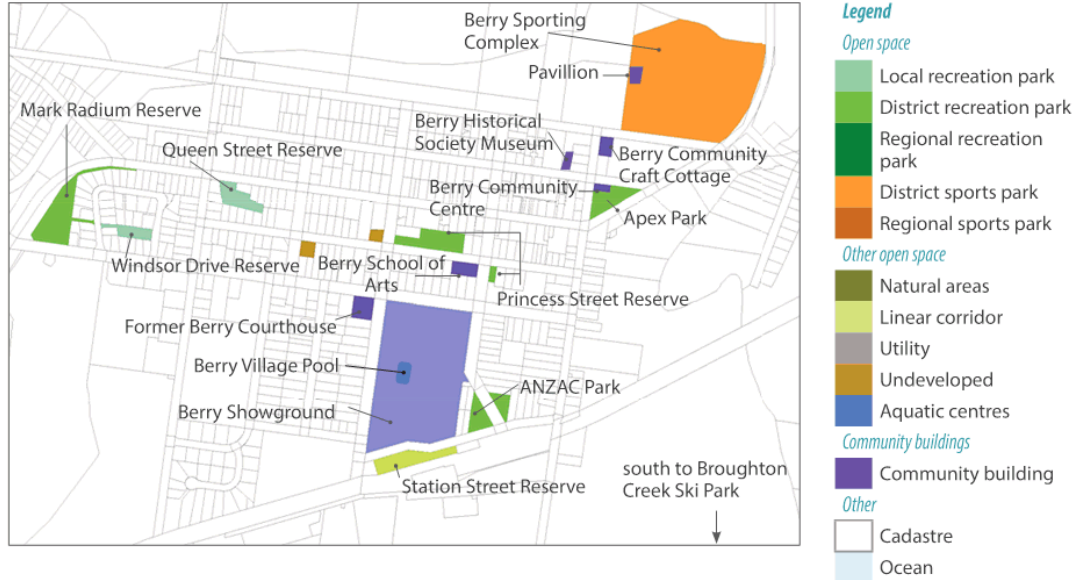 Berry Sporting
Complex
Pavillion
Mark Radium Reserve
Berry Historical
Society Museum
Queen Street Reserve
Berry Community
Craft Cottage
Berry Community
Centre
Apex Park
Windsor Drive Reserve
Berry School of
Arts
Princess Street Reserve
Former Berry Courthouse
Berry Village Pool
ANZAC Park
Berry Showground
Station Street Reserve
south to Broughton
Creek Ski Park
Legend
Open space
Local recreation park
District recreation park
Regional recreation
park
District sports park
Regional sports park
Other open space
Natural areas
Linear corridor
Utility
Undeveloped
Aquatic centres
Community buildings
Community building
Other
Cadastre
Ocean